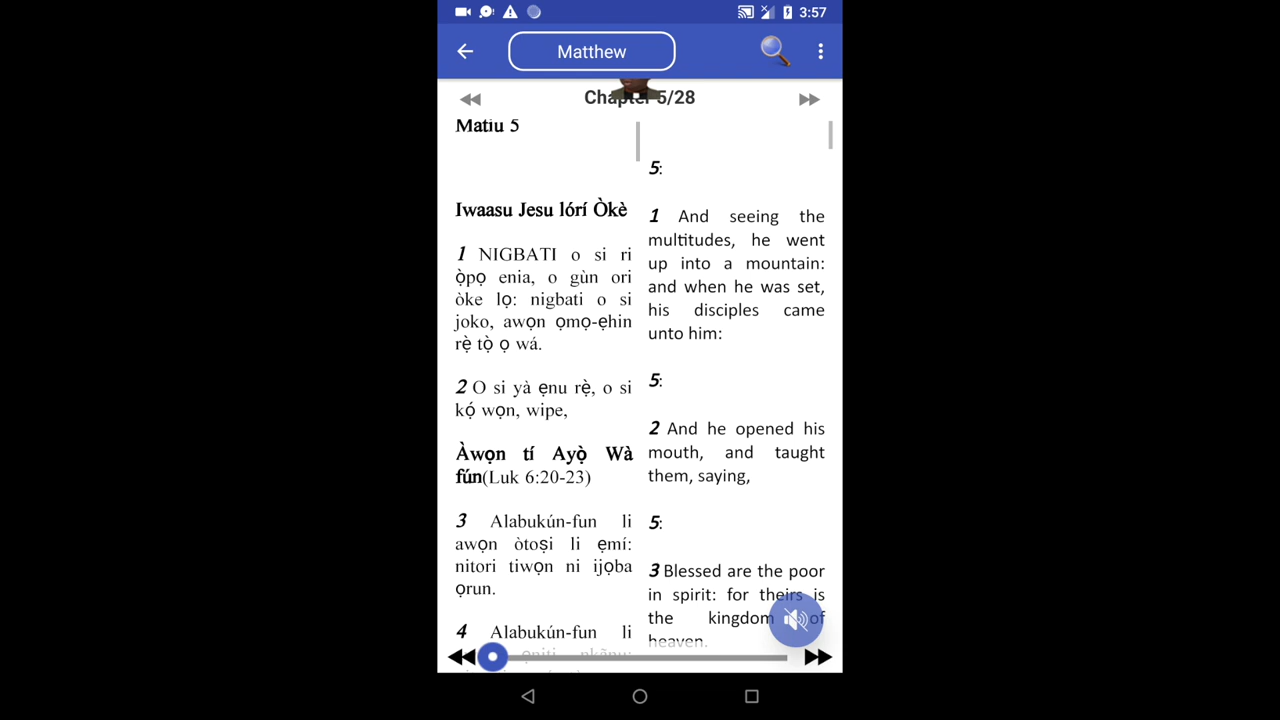 3:57
Matthew
Chapter 5/28
Matiu 5
Iwaasu Jesu lórí Òkè
1 NIGBATI o si ri
ọ̀pọ enia, o gùn ori
òke lọ: nigbati o si
joko, awọn ọmọ-ẹhin
rẹ̀ tọ̀ ọ wá.
2 O si yà ẹnu rẹ̀, o si
kọ́ wọn, wipe,
Àwọn tí Ayọ̀ Wà
fún(Luk 6:20-23)
3 Alabukún-fun li
awọn òtoṣi li ẹmí:
nitori tiwọn ni ijọba
ọrun.
4 Alabukún-fun li
5:
1 And seeing the
multitudes, he went
up into a mountain:
and when he was set,
his disciples came
unto him:
5:
2 And he opened his
mouth, and taught
them, saying,
5:
3 Blessed are the poor
in spirit: for theirs is
the kingdom of
heaven.